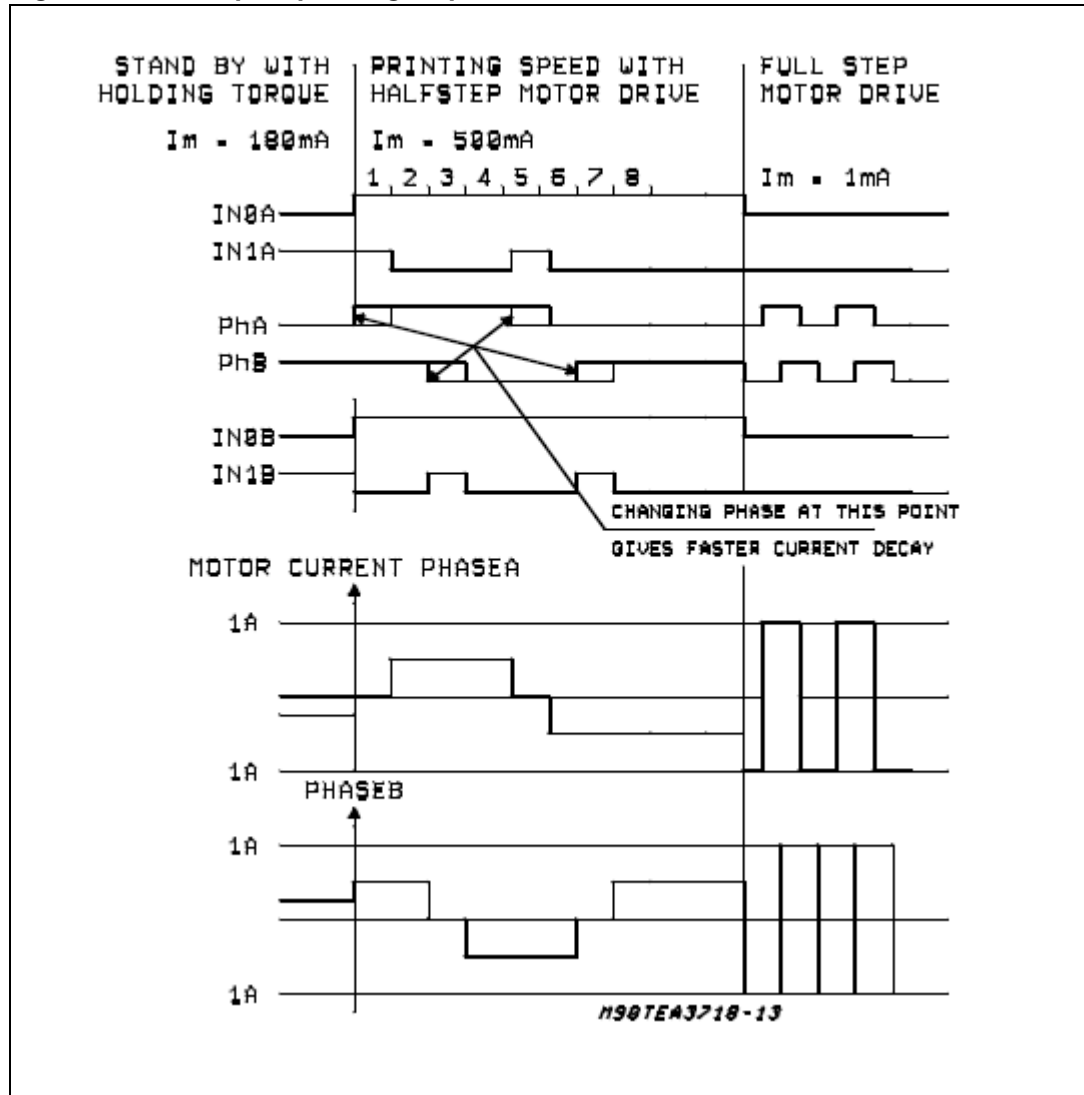 STAND BY WITH
HOLDING TORQUE
Im = 180mA
PRINTING SPEED WITH
HALFSTEP MOTOR DRIVE
Im = 500mA
FULL STEP
MOTOR DRIVE
Im = 1mA
1 2 3 4 5 6 7 8
IN0A
IN1A
PhA
PhB
IN0B
IN1B
CHANGING PHASE AT THIS POINT
GIVES FASTER CURRENT DECAY
MOTOR CURRENT PHASEA
1A
1A
PHASEB
1A
1A
M90TEA3718-13